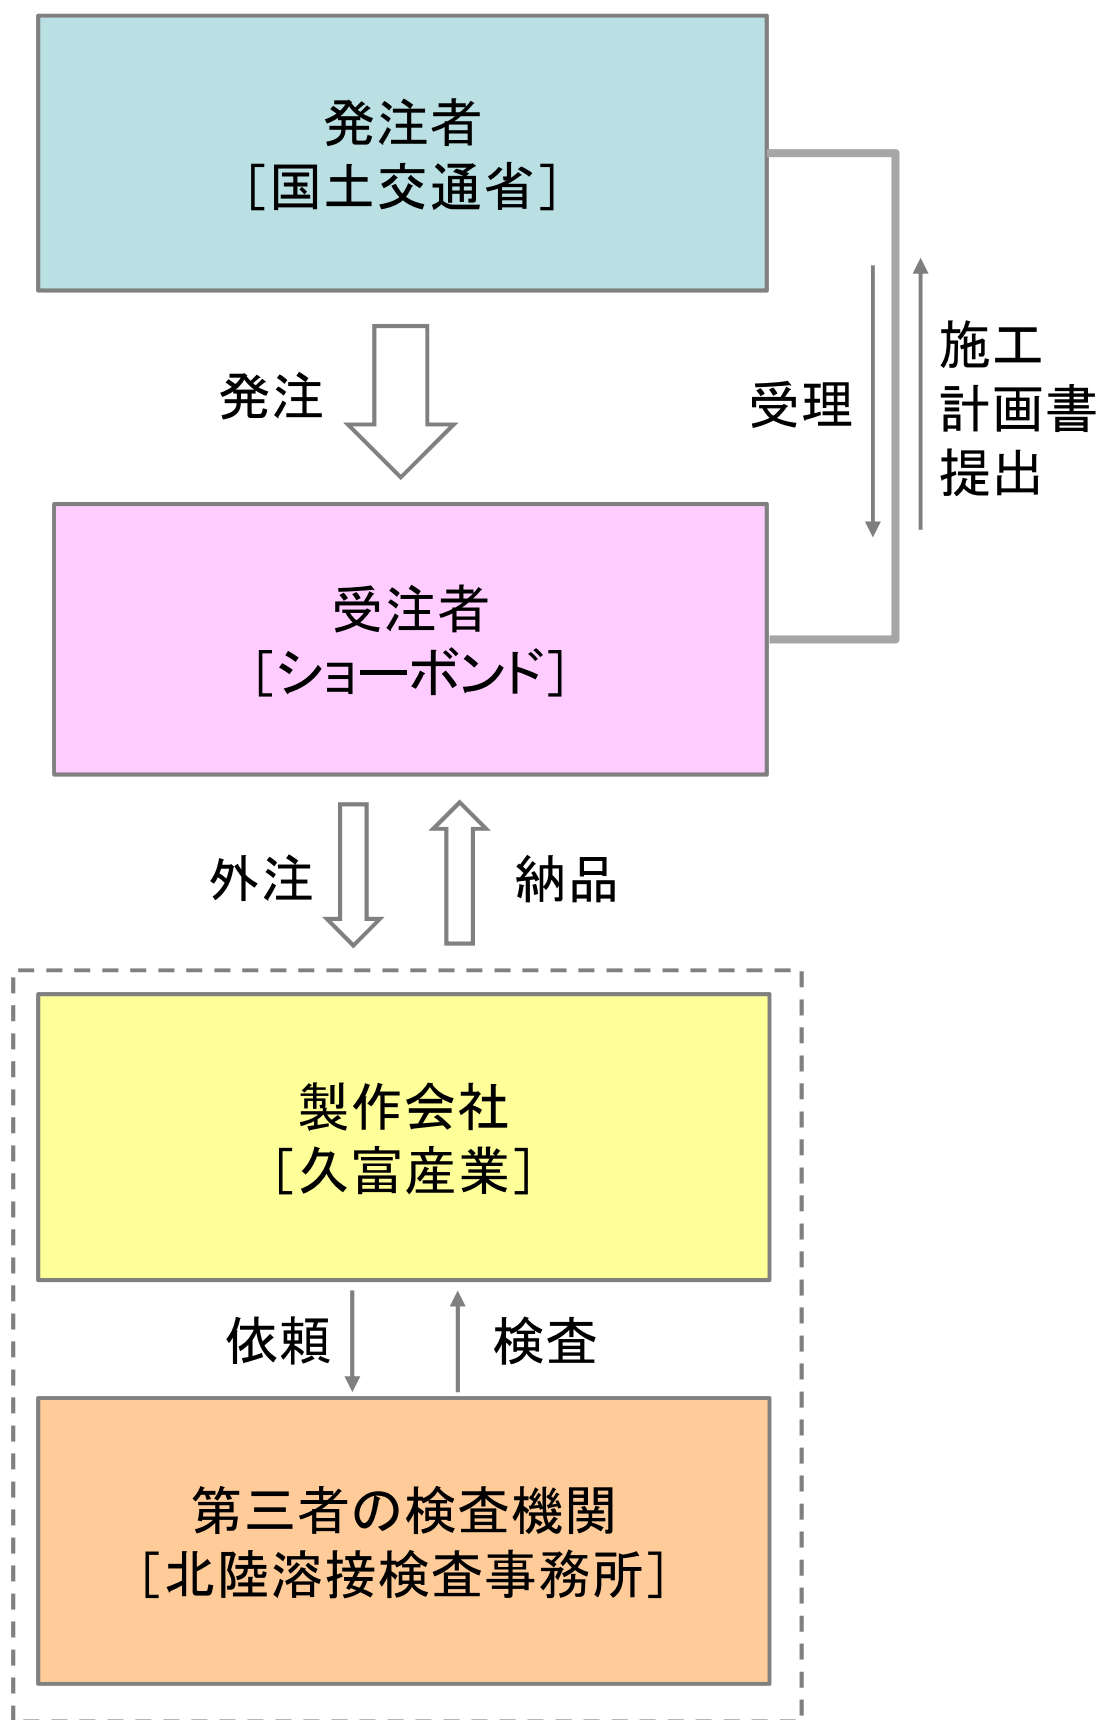 発注者
［国土交通省］
発注
受理
施工
計画書
提出
受注者
［ショーボンド］
外注
納品
製作会社
［久富産業］
依頼
検査
第三者の検査機関
［北陸溶接検査事務所］